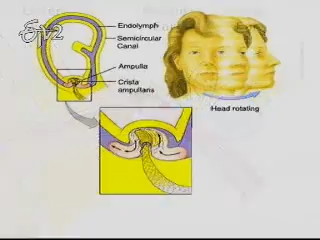 Endolymph
Semicircular
Canal
Ampulla
Crista
ampullaris
Head rotating